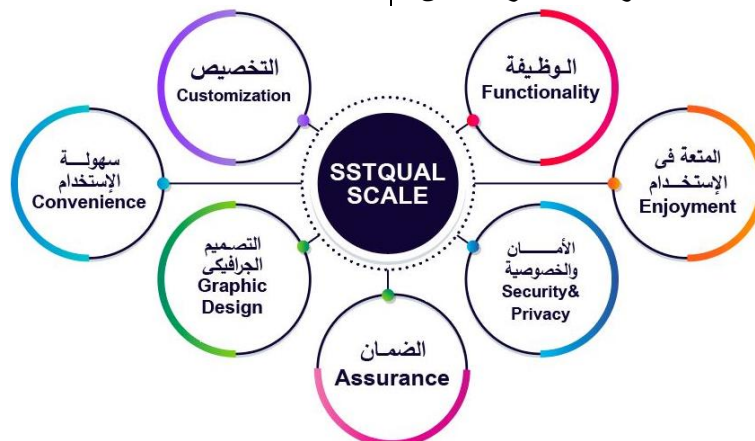 التخصيص
Customization
الوظيفة
Functionality
سهولة
الإستخدام
Convenience
SSTQUAL
SCALE
المتعة فى
الإستخدام
Enjoyment
التصميم
الجرافيكى
Graphic
Design
الأمان
والخصوصية
Security&
Privacy
الضمان
Assurance